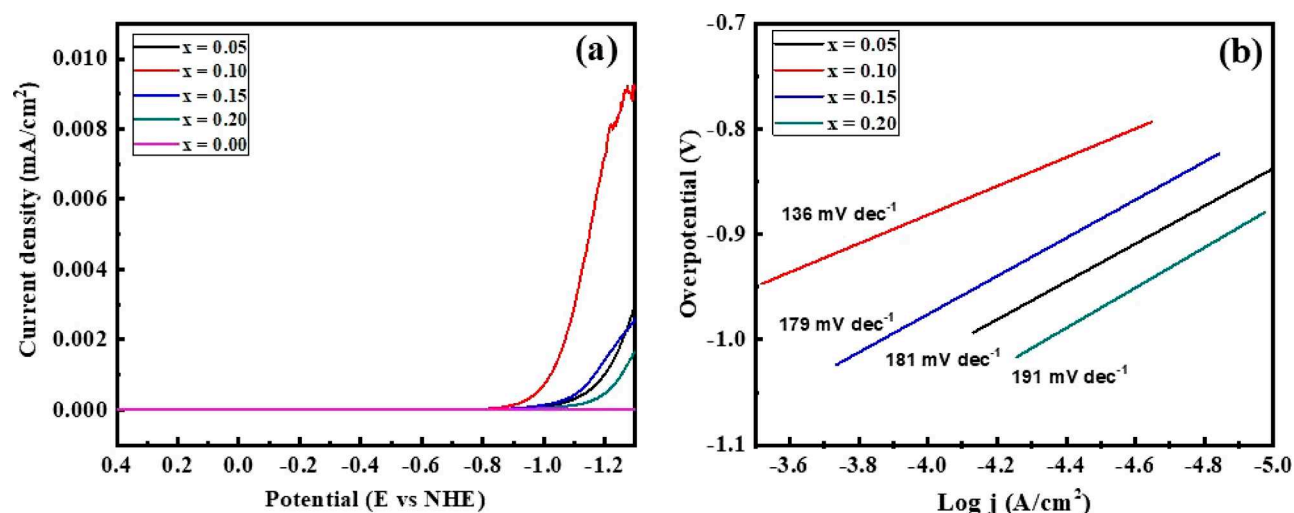 (a)
x = 0.05
x = 0.10
x = 0.15
x = 0.20
x = 0.00
Current density (mA/cm²)
0.010
0.008
0.006
0.004
0.002
0.000
0.4 0.2 0.0 -0.2 -0.4 -0.6 -0.8 -1.0 -1.2
Potential (E vs NHE)
(b)
x = 0.05
x = 0.10
x = 0.15
x = 0.20
Overpotential (V)
-0.7
-0.8
-0.9
-1.0
-1.1
136 mV dec⁻¹
179 mV dec⁻¹
181 mV dec⁻¹
191 mV dec⁻¹
-3.6 -3.8 -4.0 -4.2 -4.4 -4.6 -4.8 -5.0
Log j (A/cm²)